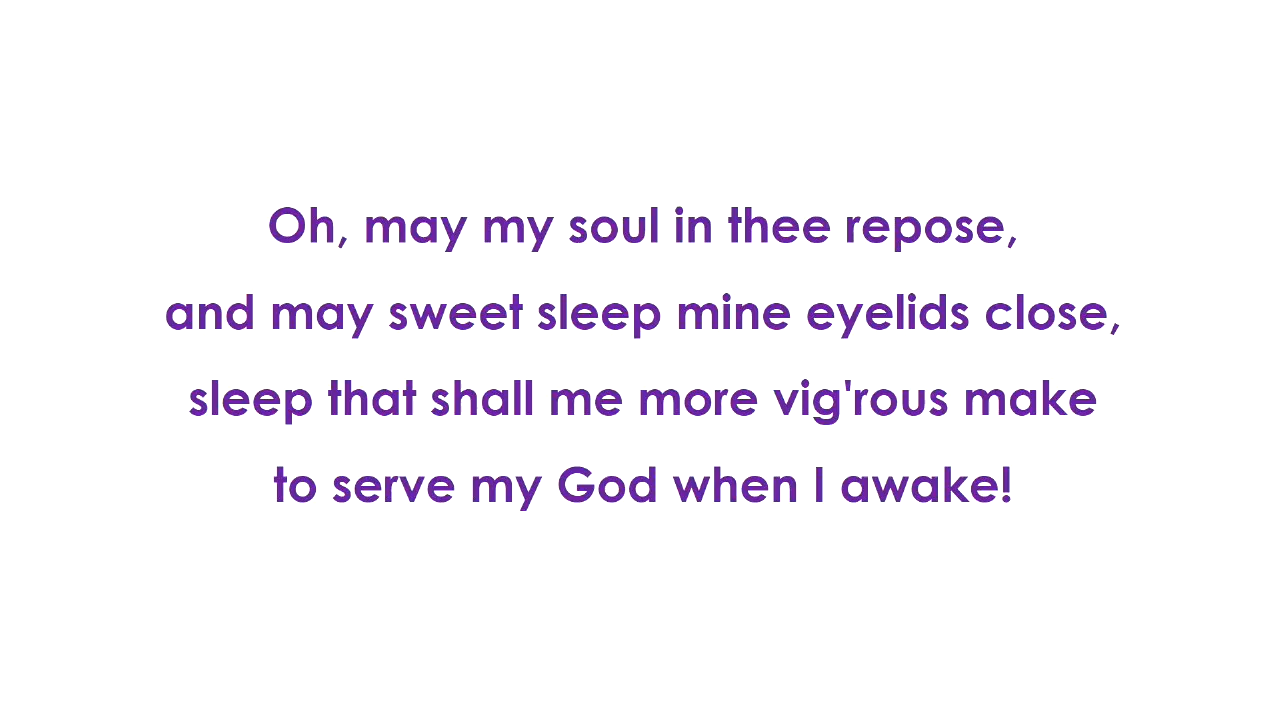 Oh, may my soul in thee repose,
and may sweet sleep mine eyelids close,
sleep that shall me more vig'rous make
to serve my God when I awake!